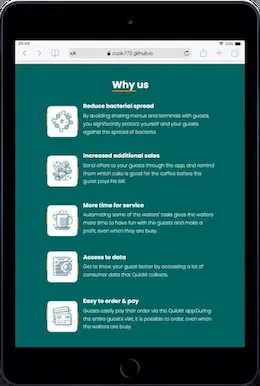 AA zuzik772.github.io
Why us
Reduce bacterial spread
By avoiding sharing menus and terminals with guests,
you significantly protect yourself and your guests
against the spread of bacteria.
Increased additional sales
Send offers to your guests through the app, and remind
them which cake is good for the coffee before the
guest pays his bill.
More time for service
Automating some of the waiters' tasks gives the waiters
more time to have fun with the guests and make a
profit, even when they are busy.
Access to data
Get to know your guest better by accessing a lot of
consumer data that Quickit collects.
Easy to order & pay
Guests easily pay their order via the Quickit app.During
the entire guest's visit, it is possible to order, even when
the waiters are busy.